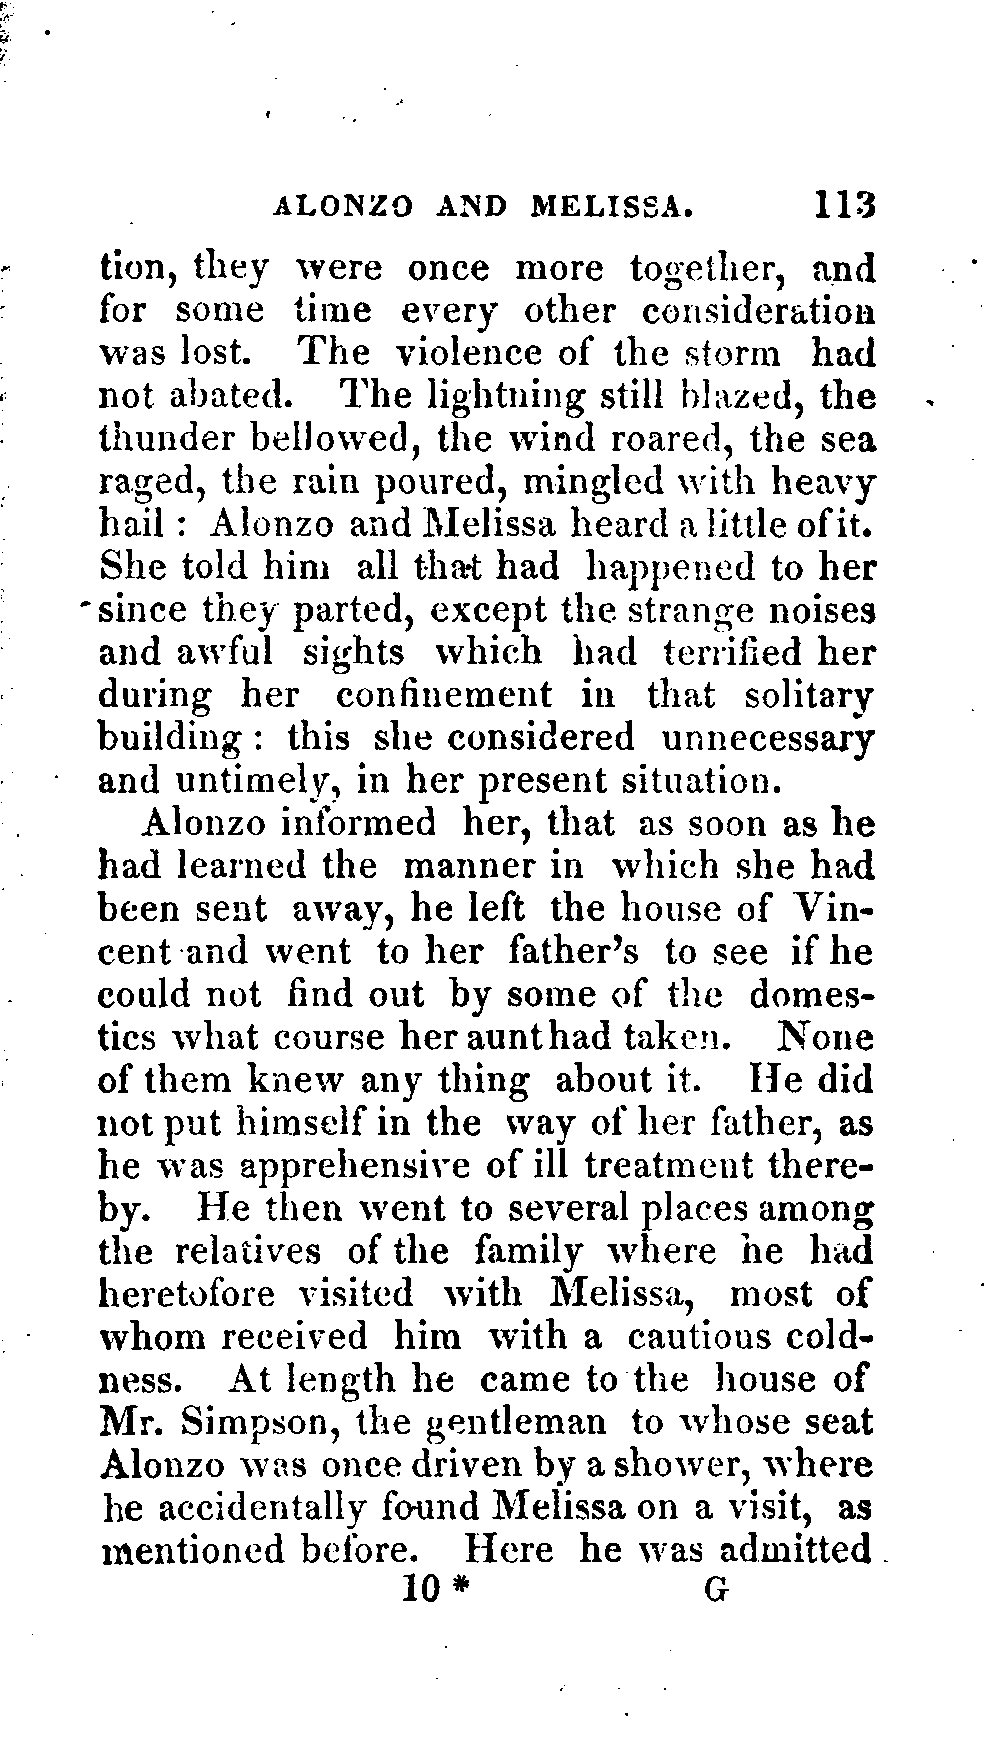 ALONZO AND MELISSA. 113
tion, they were once more together, and
for some time every other consideration
was lost. The violence of the storm had
not abated. The lightning still blazed, the
thunder bellowed, the wind roared, the sea
raged, the rain poured, mingled with heavy
hail : Alonzo and Melissa heard a little of it.
She told him all that had happened to her
since they parted, except the strange noises
and awful sights which had terrified her
during her confinement in that solitary
building : this she considered unnecessary
and untimely, in her present situation.
Alonzo informed her, that as soon as he
had learned the manner in which she had
been sent away, he left the house of Vin-
cent and went to her father's to see if he
could not find out by some of the domes-
tics what course her aunt had taken. None
of them knew any thing about it. He did
not put himself in the way of her father, as
he was apprehensive of ill treatment there-
by. He then went to several places among
the relatives of the family where he had
heretofore visited with Melissa, most of
whom received him with a cautious cold-
ness. At length he came to the house of
Mr. Simpson, the gentleman to whose seat
Alonzo was once driven by a shower, where
he accidentally found Melissa on a visit, as
mentioned before. Here he was admitted
10 * G